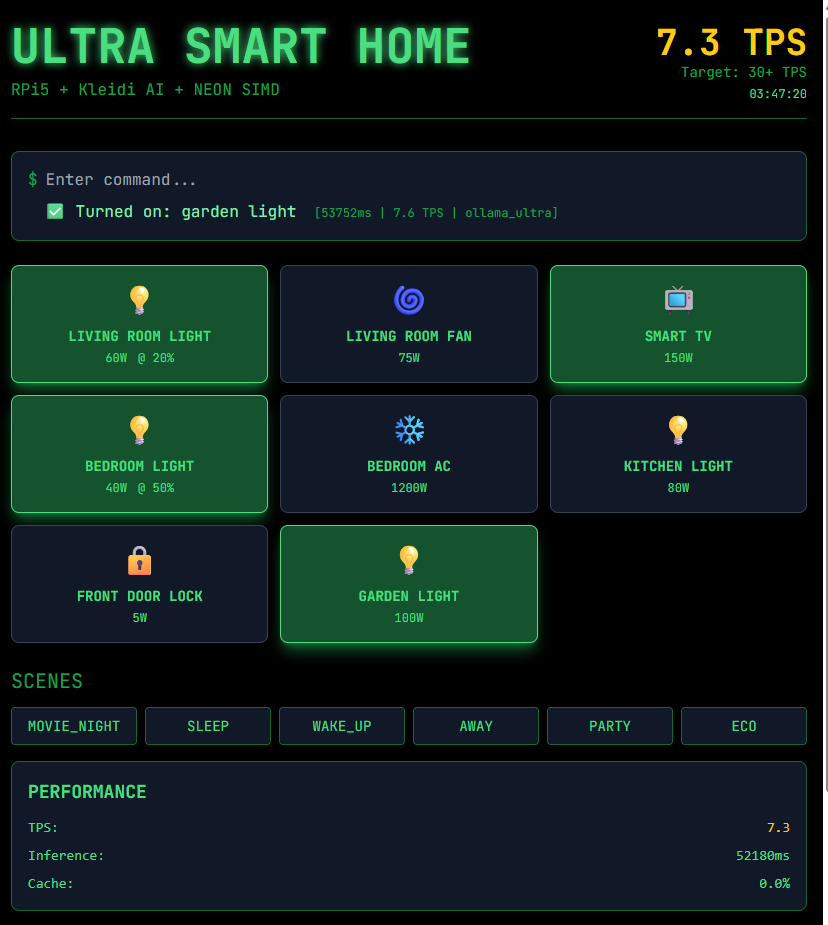 ULTRA SMART HOME
7.3 TPS
RPi5 + Kleidi AI + NEON SIMD
Target: 30+ TPS
03:47:20
$ Enter command...
✅ Turned on: garden light [53752ms | 7.6 TPS | ollama_ultra]
LIVING ROOM LIGHT
60W @ 20%
LIVING ROOM FAN
75W
SMART TV
150W
BEDROOM LIGHT
40W @ 50%
BEDROOM AC
1200W
KITCHEN LIGHT
80W
FRONT DOOR LOCK
5W
GARDEN LIGHT
100W
SCENES
MOVIE_NIGHT
SLEEP
WAKE_UP
AWAY
PARTY
ECO
PERFORMANCE
TPS: 7.3
Inference: 52180ms
Cache: 0.0%